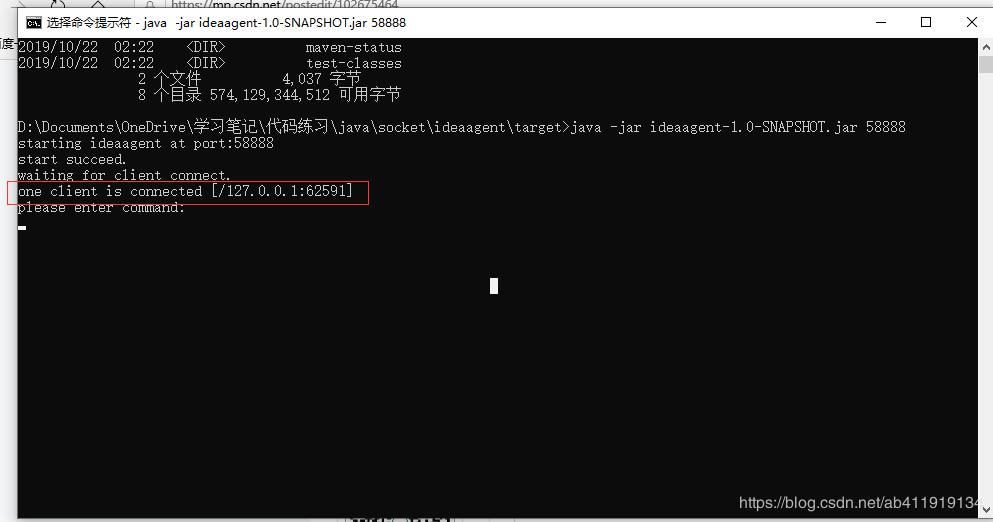 https://mp.csdn.net/postedit/102675464
选择命令提示符 - java -jar ideaagent-1.0-SNAPSHOT.jar 58888
2019/10/22 02:22 <DIR> maven-status
2019/10/22 02:22 <DIR> test-classes
2 个文件 4,037 字节
8 个目录 574,129,344,512 可用字节
D:\Documents\OneDrive\学习笔记\代码练习\java\socket\ideaagent\target>java -jar ideaagent-1.0-SNAPSHOT.jar 58888
starting ideaagent at port:58888
start succeed.
waiting for client connect.
one client is connected [/127.0.0.1:62591]
please enter command:
https://blog.csdn.net/ab411919134